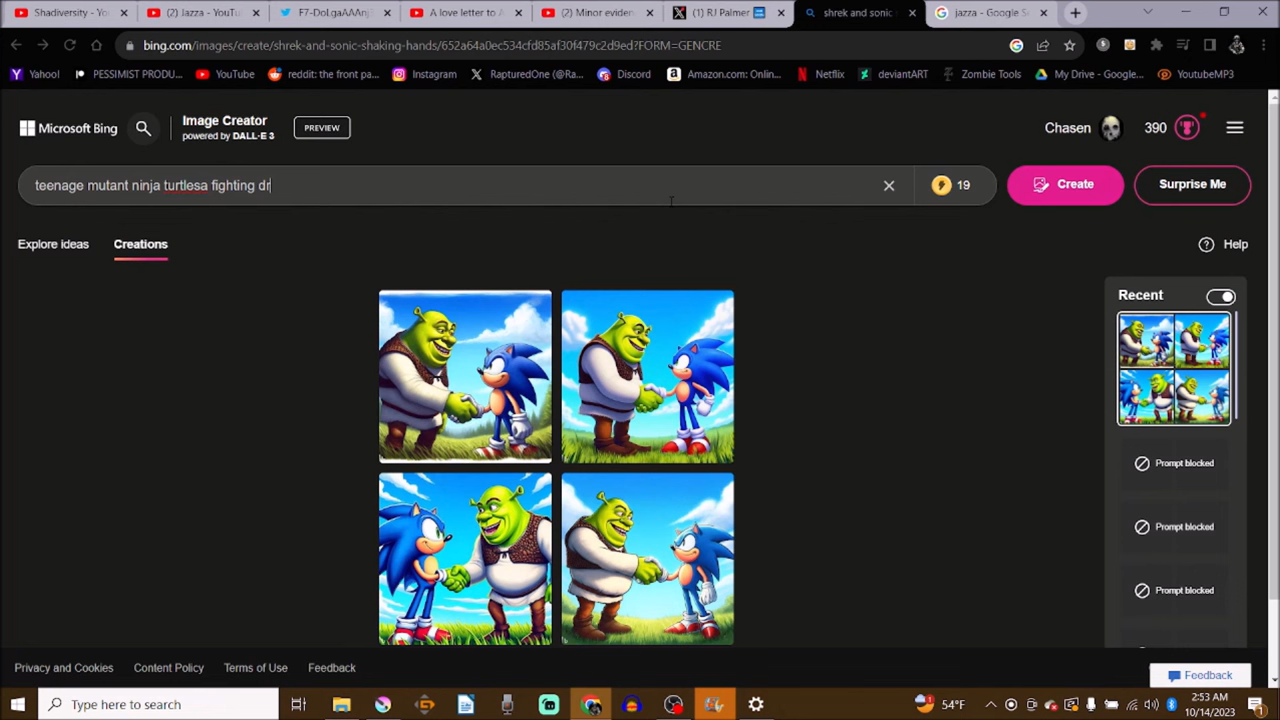 Shadiversity - Yo
(2) Jazza - YouTu
F7-DoLgaAAAnj
A love letter to A
(2) Minor eviden
(1) RJ Palmer
shrek and sonic
jazza - Google S
bing.com/images/create/shrek-and-sonic-shaking-hands/652a64a0ec534cfd85af30f479c2d9ed?FORM=GENCRE
Yahoo!
PESSIMIST PRODU...
YouTube
reddit: the front pa...
Instagram
RapturedOne (@Ra...
Discord
Amazon.com: Onlin...
Netflix
deviantART
Zombie Tools
My Drive - Google...
YoutubeMP3
Microsoft Bing
Image Creator
powered by DALL·E 3
PREVIEW
Chasen
390
teenage mutant ninja turtlesa fighting dr
19
Create
Surprise Me
Explore ideas
Creations
Help
Recent
Prompt blocked
Prompt blocked
Prompt blocked
Privacy and Cookies
Content Policy
Terms of Use
Feedback
Feedback
Type here to search
54°F
2:53 AM
10/14/2023